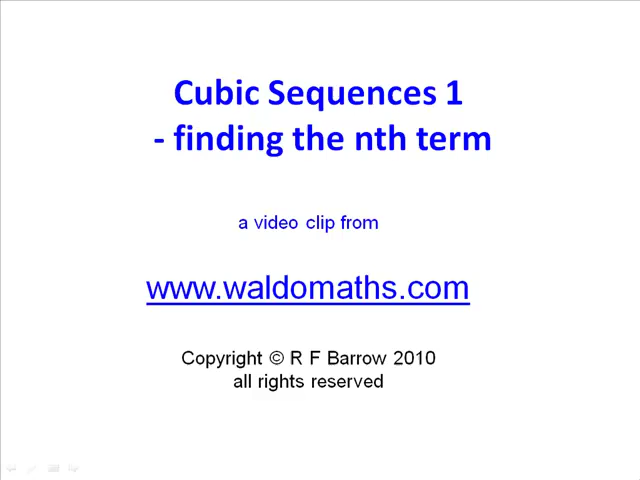 Cubic Sequences 1
- finding the nth term
a video clip from
www.waldomaths.com
Copyright © R F Barrow 2010
all rights reserved